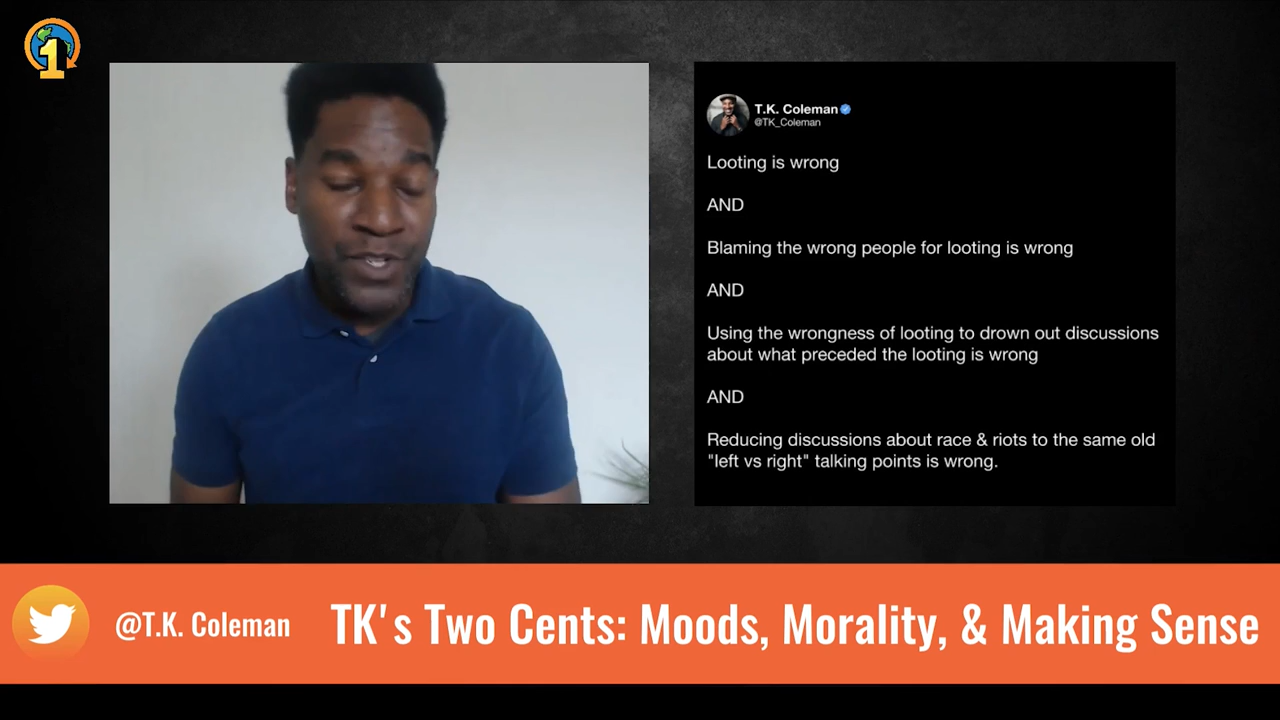 1
T.K. Coleman
@TK_Coleman
Looting is wrong
AND
Blaming the wrong people for looting is wrong
AND
Using the wrongness of looting to drown out discussions
about what preceded the looting is wrong
AND
Reducing discussions about race & riots to the same old
"left vs right" talking points is wrong.
@T.K. Coleman
TK's Two Cents: Moods, Morality, & Making Sense